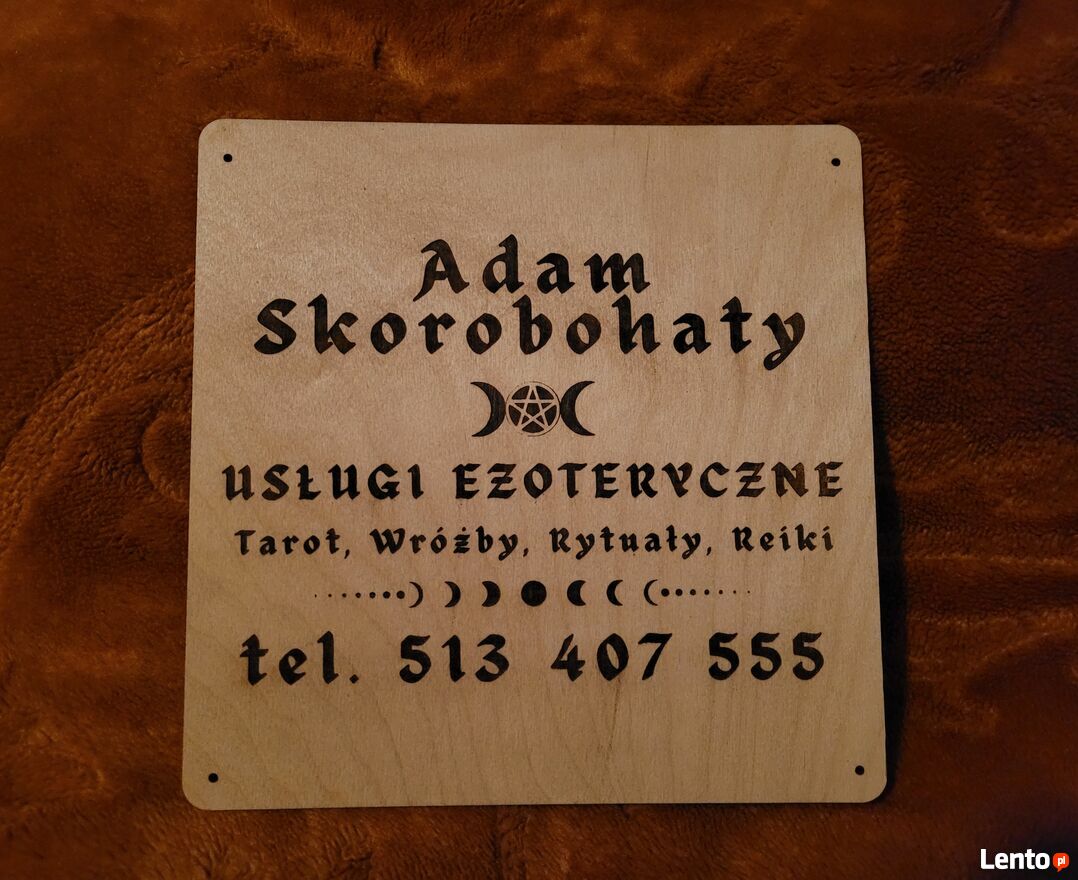 Adam
Skorobohaty
USŁUGI EZOTERYCZNE
Tarot, Wróżby, Rytuały, Reiki
tel. 513 407 555
Lento pl